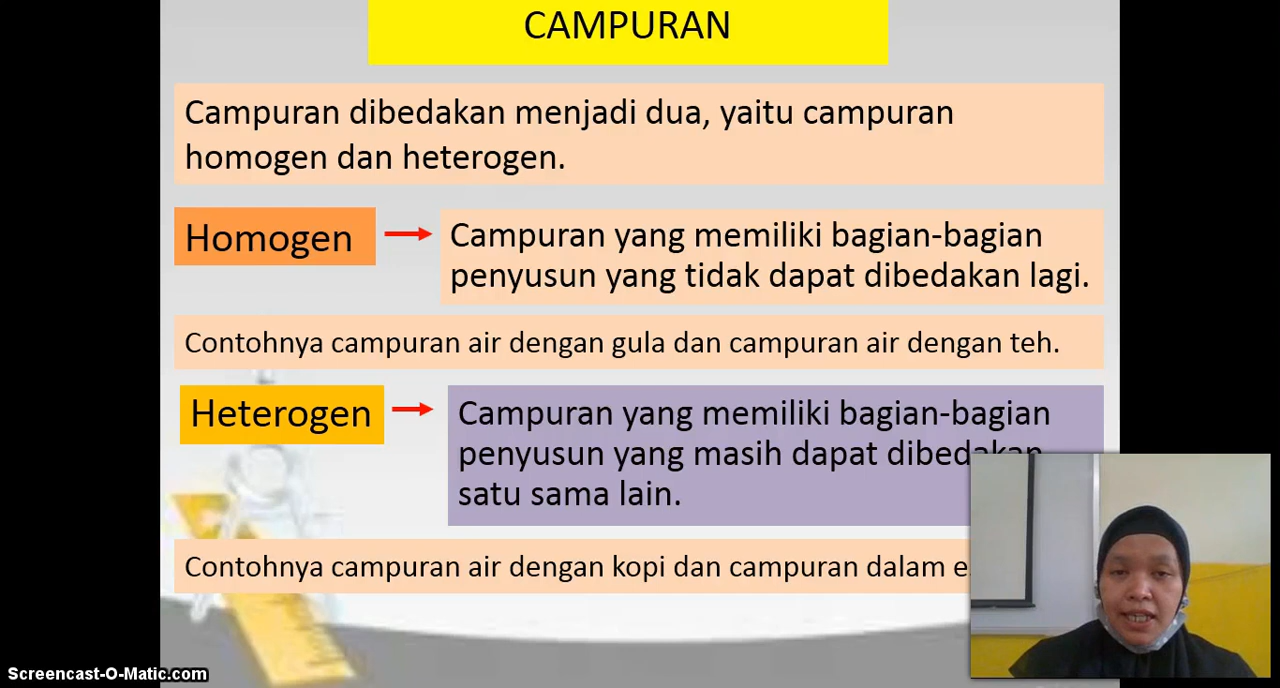 CAMPURAN
Campuran dibedakan menjadi dua, yaitu campuran
homogen dan heterogen.
Homogen
Campuran yang memiliki bagian-bagian
penyusun yang tidak dapat dibedakan lagi.
Contohnya campuran air dengan gula dan campuran air dengan teh.
Heterogen
Campuran yang memiliki bagian-bagian
penyusun yang masih dapat dibedakan
satu sama lain.
Contohnya campuran air dengan kopi dan campuran dalam
Screencast-O-Matic.com